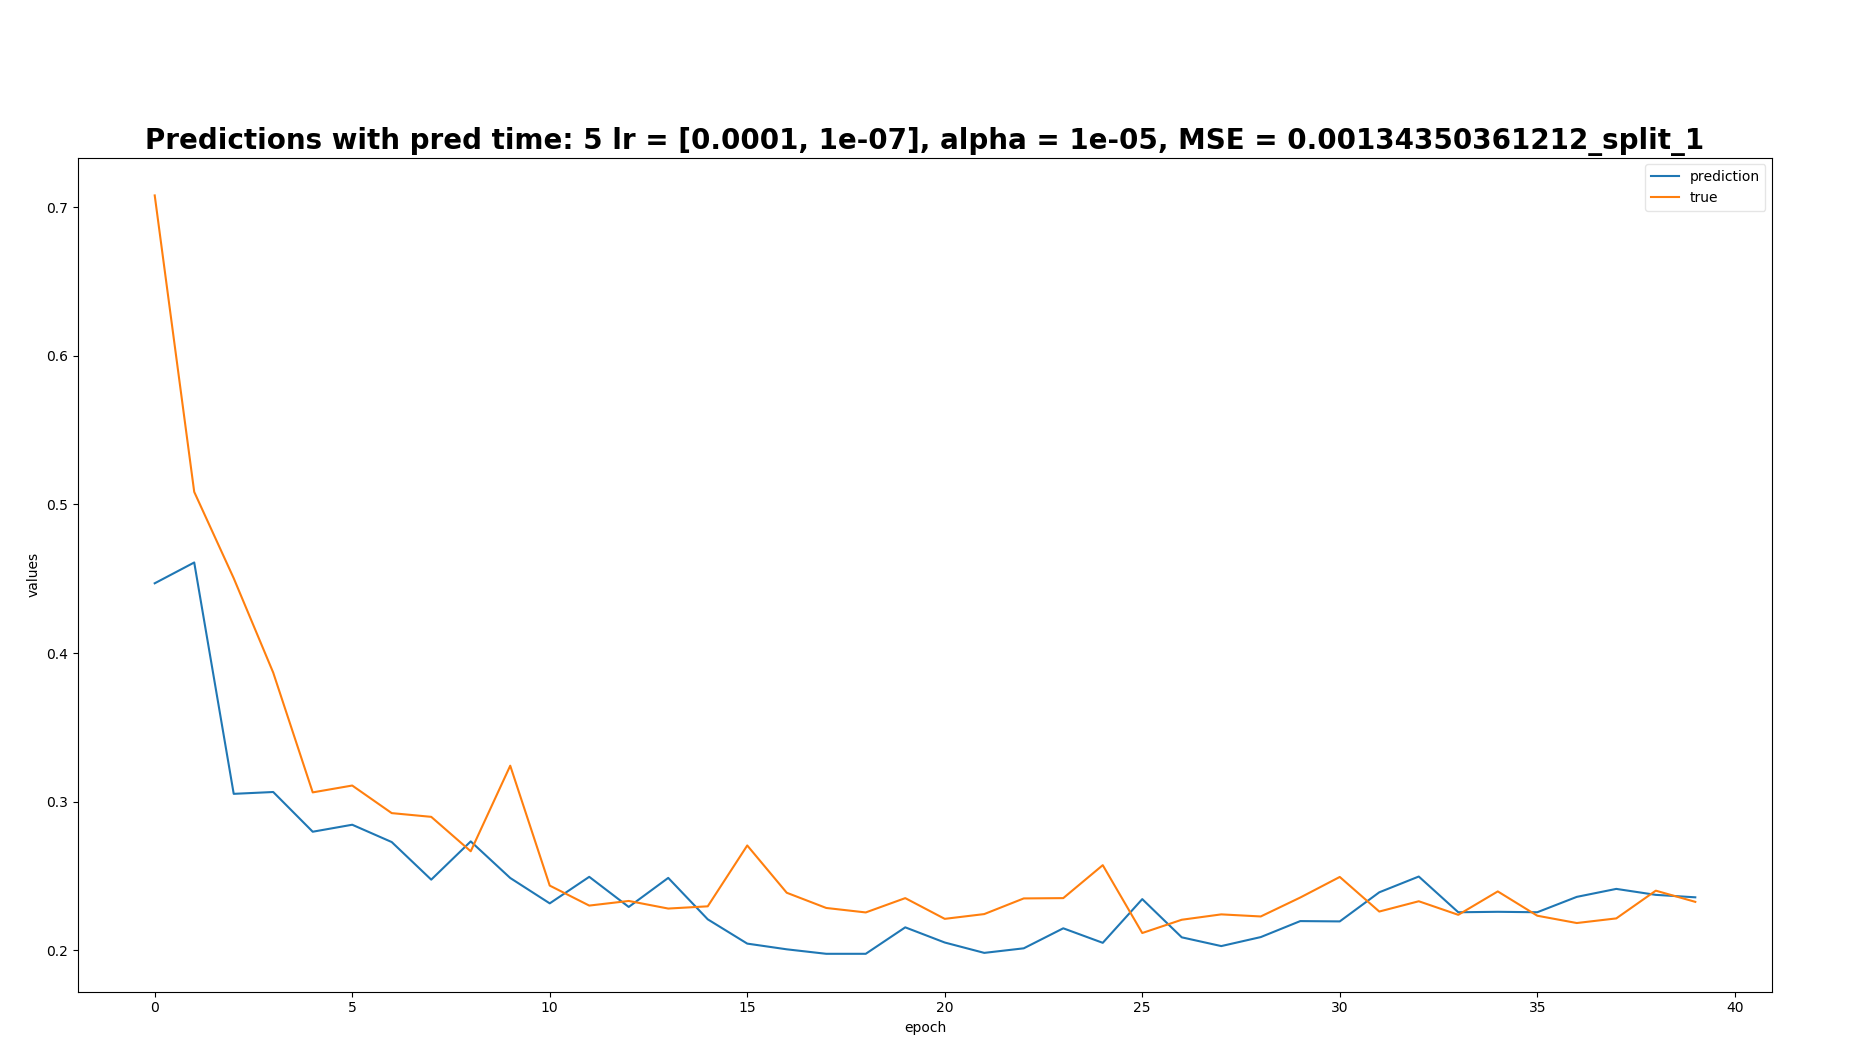 Predictions with pred time: 5 lr = [0.0001, 1e-07], alpha = 1e-05, MSE = 0.00134350361212_split_1
prediction
true
0.7
0.6
0.5
0.4
0.3
0.2
values
0 5 10 15 20 25 30 35 40
epoch